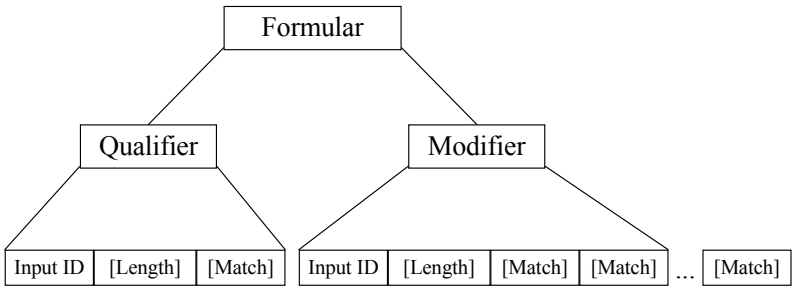 Formular
Qualifier Modifier
Input ID [Length] [Match] Input ID [Length] [Match] [Match] ... [Match]